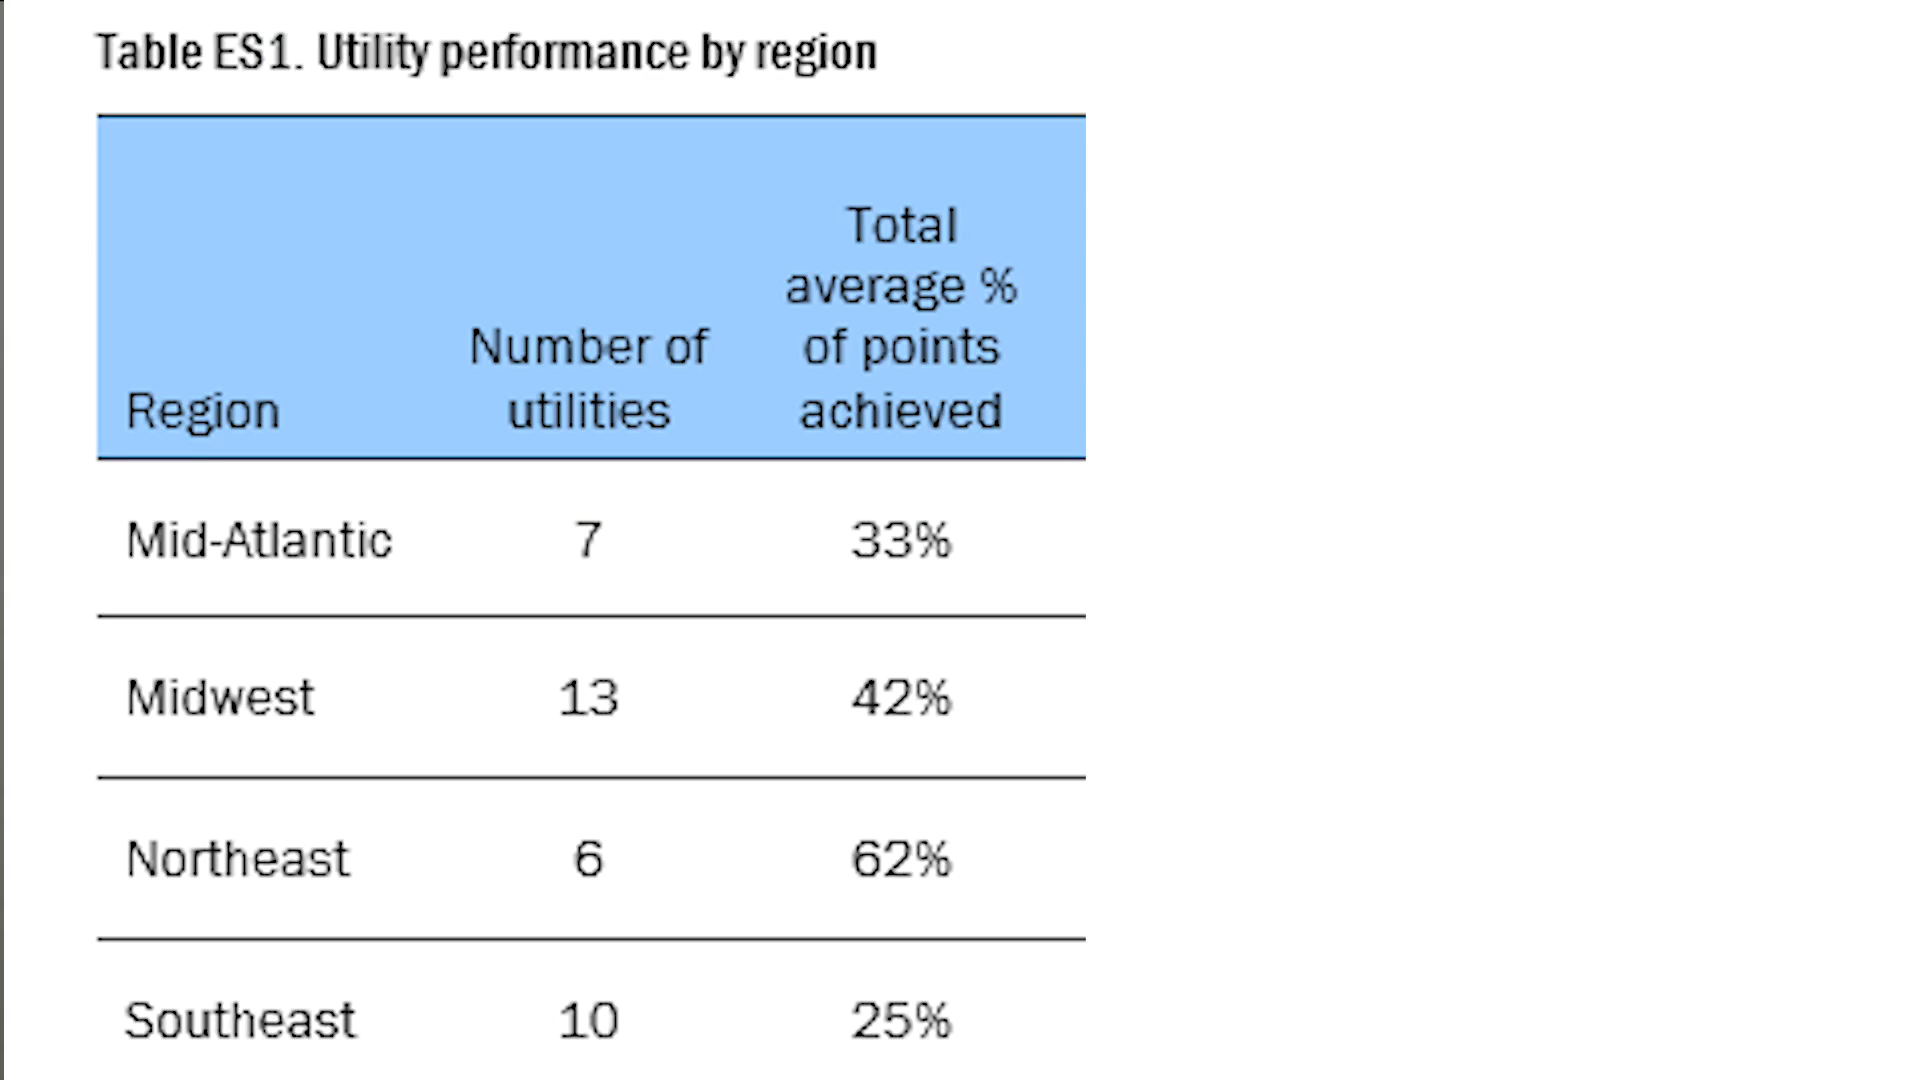 Table ES1. Utility performance by region
Region
Number of
utilities
Total
average %
of points
achieved
Mid-Atlantic 7 33%
Midwest 13 42%
Northeast 6 62%
Southeast 10 25%